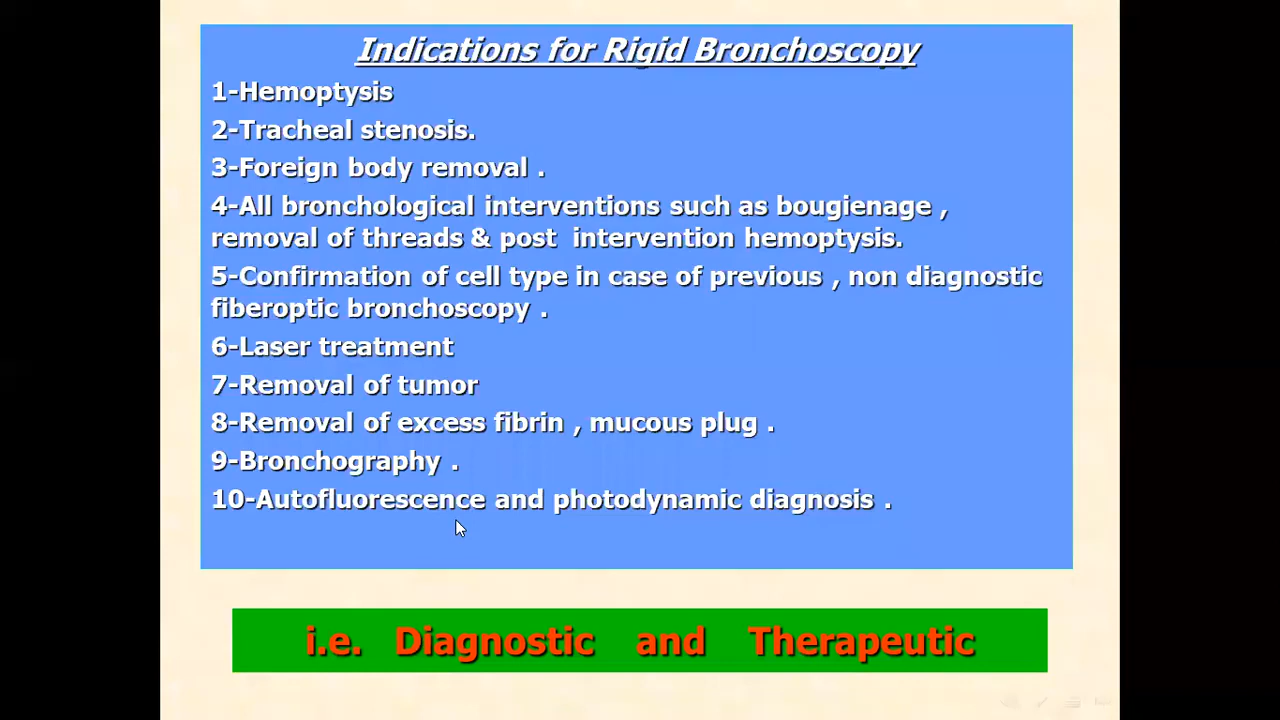 Indications for Rigid Bronchoscopy
1-Hemoptysis
2-Tracheal stenosis.
3-Foreign body removal .
4-All bronchological interventions such as bougienage ,
removal of threads & post intervention hemoptysis.
5-Confirmation of cell type in case of previous , non diagnostic
fiberoptic bronchoscopy .
6-Laser treatment
7-Removal of tumor
8-Removal of excess fibrin , mucous plug .
9-Bronchography .
10-Autofluorescence and photodynamic diagnosis .
i.e. Diagnostic and Therapeutic